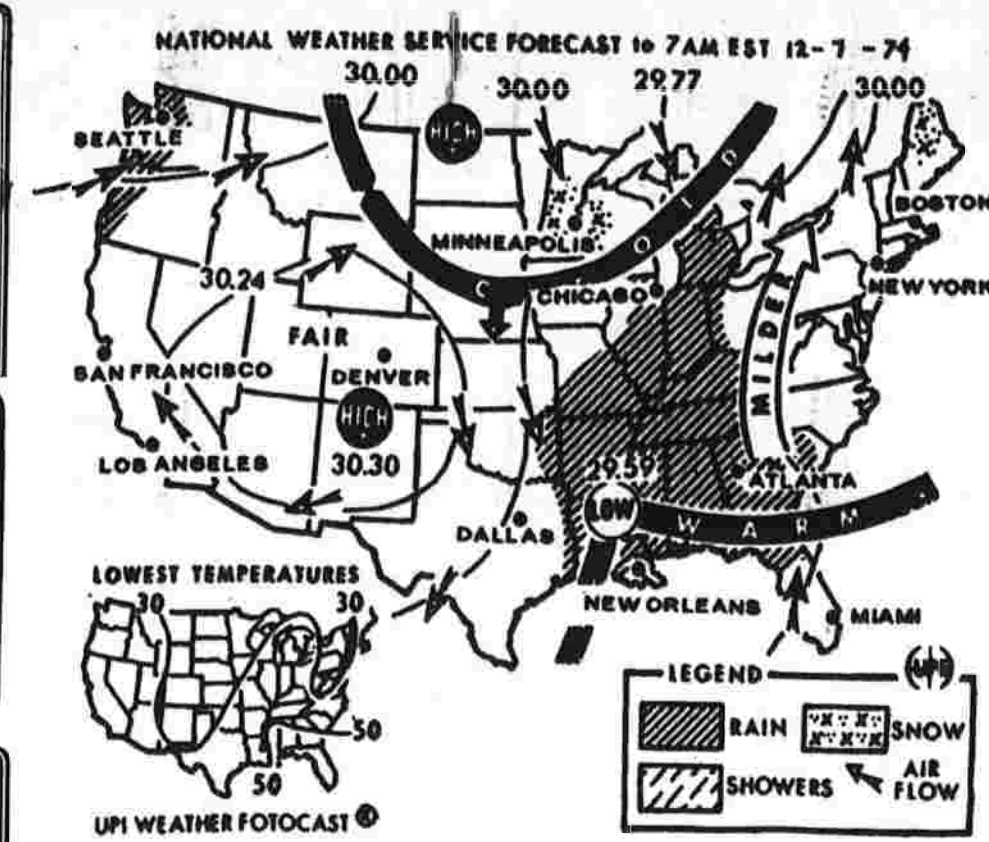 NATIONAL WEATHER SERVICE FORECAST to 7AM EST 12-7-74
30.00
30.00
29.77
30.00
HIGH
SEATTLE
COLD
BOSTON
MINNEAPOLIS
30.24
CHICAGO
NEW YORK
FAIR
MILDER
SAN FRANCISCO
DENVER
HIGH
30.30
LOS ANGELES
29.59
ATLANTA
LOW
WARM
DALLAS
NEW ORLEANS
MIAMI
LOWEST TEMPERATURES
30
30
50
50
UPI WEATHER FOTOCAST ®
LEGEND
(UPI)
RAIN
SNOW
SHOWERS
AIR
FLOW